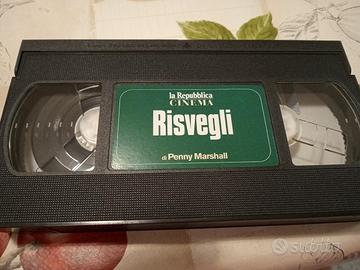 la Repubblica
CINEMA
Risvegli
di Penny Marshall
subito